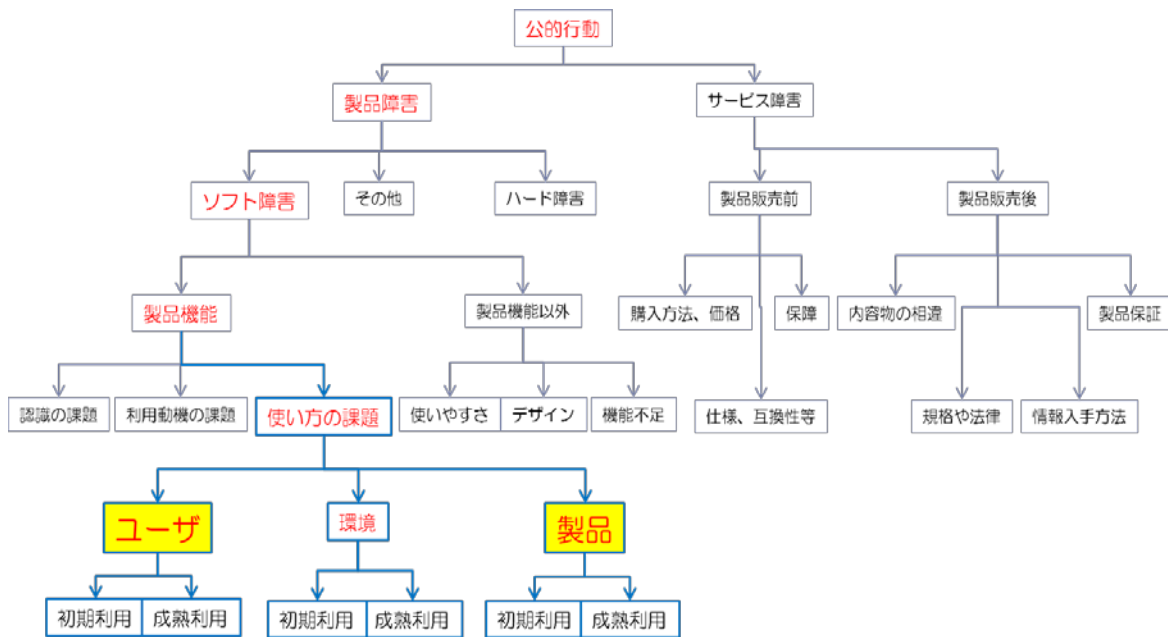 公的行動
製品障害
サービス障害
ソフト障害
その他
ハード障害
製品販売前
製品販売後
製品機能
製品機能以外
購入方法、価格
保障
内容物の相違
製品保証
認識の課題
利用動機の課題
使い方の課題
使いやすさ
デザイン
機能不足
仕様、互換性等
規格や法律
情報入手方法
ユーザ
環境
製品
初期利用
成熟利用
初期利用
成熟利用
初期利用
成熟利用